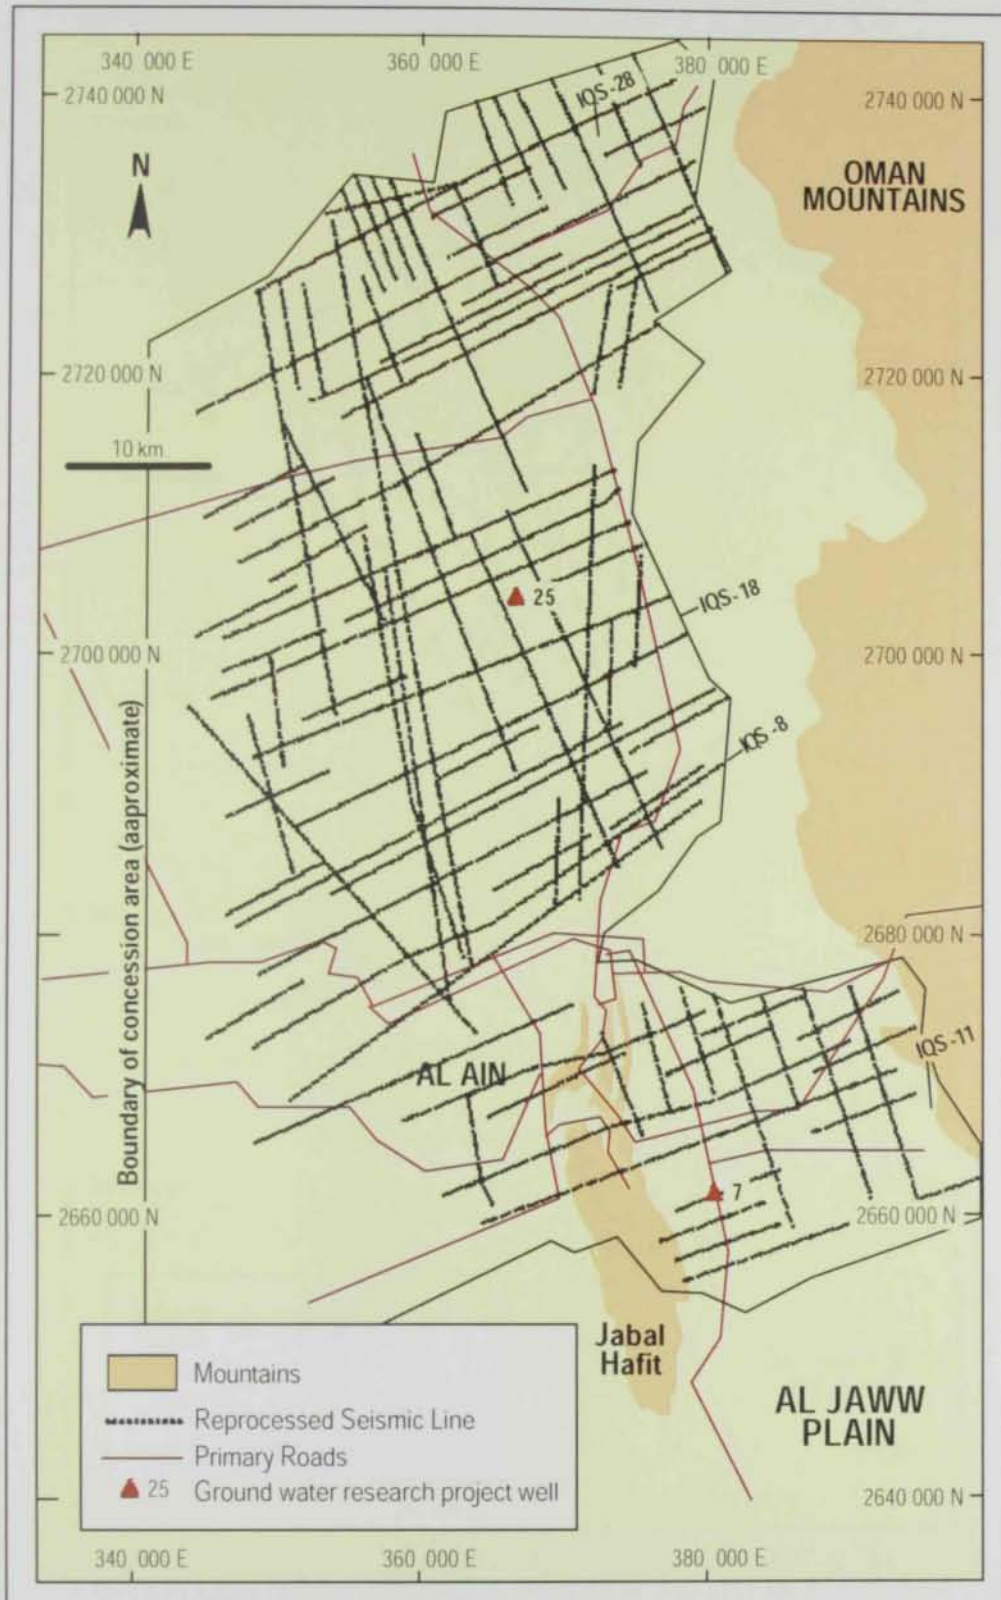 340 000 E
360 000 E
380 000 E
2740 000 N
2740 000 N
IQS-28
N
OMAN
MOUNTAINS
2720 000 N
2720 000 N
10 km
25
IQS-18
2700 000 N
2700 000 N
IQS-8
Boundary of concession area (aaproximate)
2680 000 N
IQS-11
AL AIN
7
2660 000 N
2660 000 N
Jabal
Hafit
AL JAWW
PLAIN
Mountains
Reprocessed Seismic Line
Primary Roads
25 Ground water research project well
2640 000 N
340 000 E
360 000 E
380 000 E